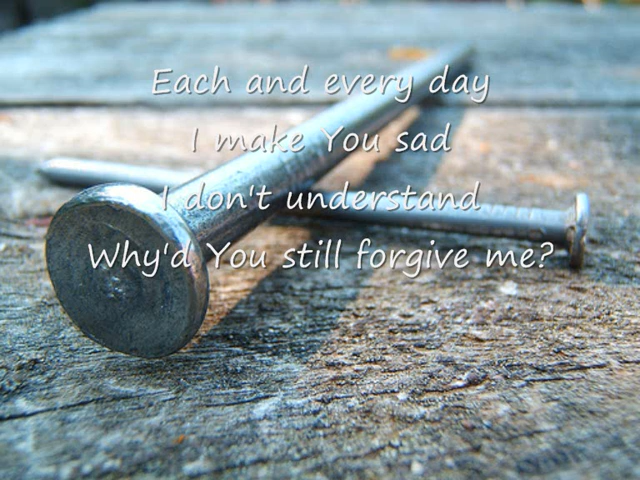 Each and every day
I make You sad
I don't understand
Why'd You still forgive me?